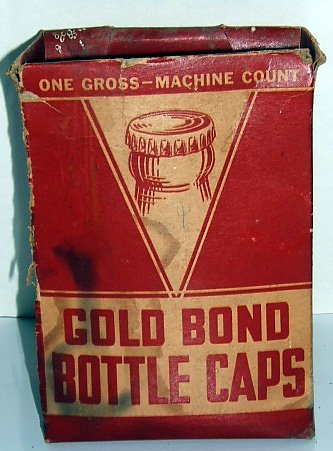 ONE GROSS—MACHINE COUNT
GOLD BOND
BOTTLE CAPS